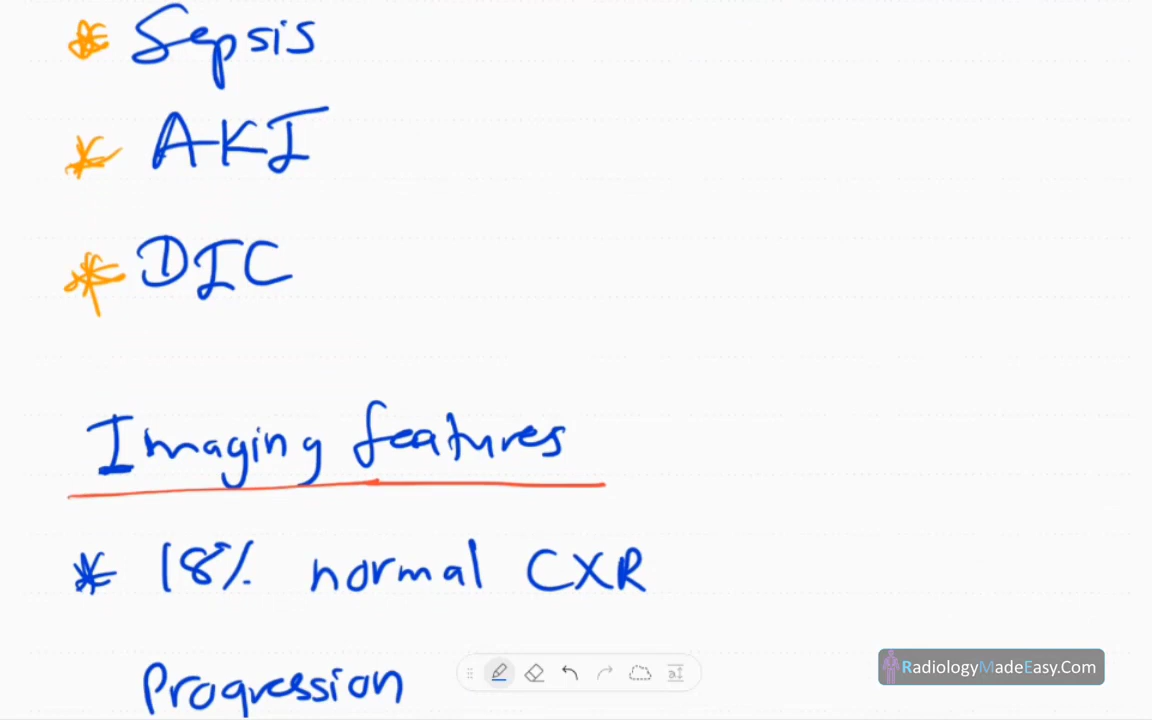 * Sepsis
* AKI
* DIC
Imaging features
* 18% normal CXR
Progression
RadiologyMadeEasy.Com